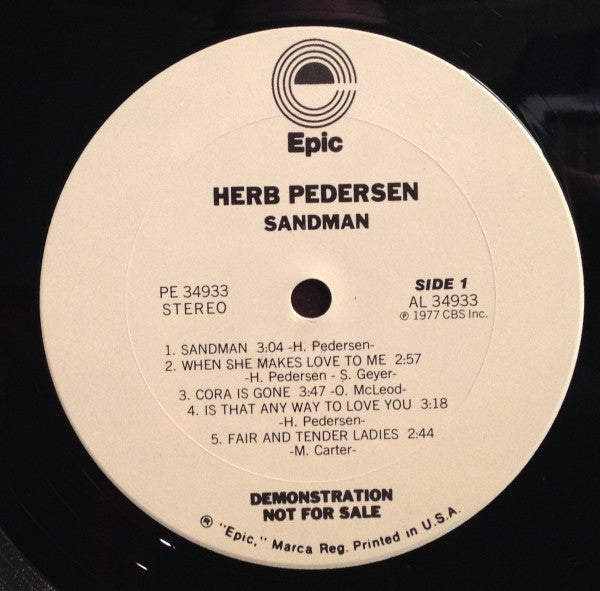 Epic
HERB PEDERSEN
SANDMAN
PE 34933
STEREO
SIDE 1
AL 34933
℗ 1977 CBS Inc.
1. SANDMAN 3:04 -H. Pedersen-
2. WHEN SHE MAKES LOVE TO ME 2:57
-H. Pedersen - S. Geyer-
3. CORA IS GONE 3:47 -O. McLeod-
4. IS THAT ANY WAY TO LOVE YOU 3:18
-H. Pedersen-
5. FAIR AND TENDER LADIES 2:44
-M. Carter-
DEMONSTRATION
NOT FOR SALE
® "Epic," Marca Reg. Printed in U.S.A.